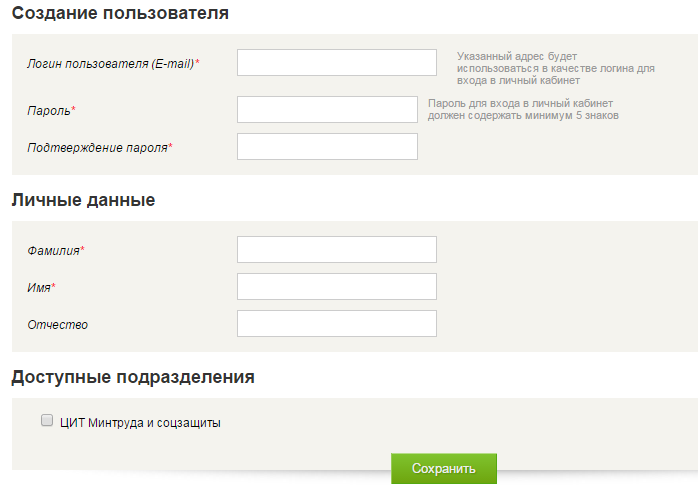 Создание пользователя
Логин пользователя (E-mail)*
Указанный адрес будет
использоваться в качестве логина для
входа в личный кабинет
Пароль*
Пароль для входа в личный кабинет
должен содержать минимум 5 знаков
Подтверждение пароля*
Личные данные
Фамилия*
Имя*
Отчество
Доступные подразделения
ЦИТ Минтруда и соцзащиты
Сохранить